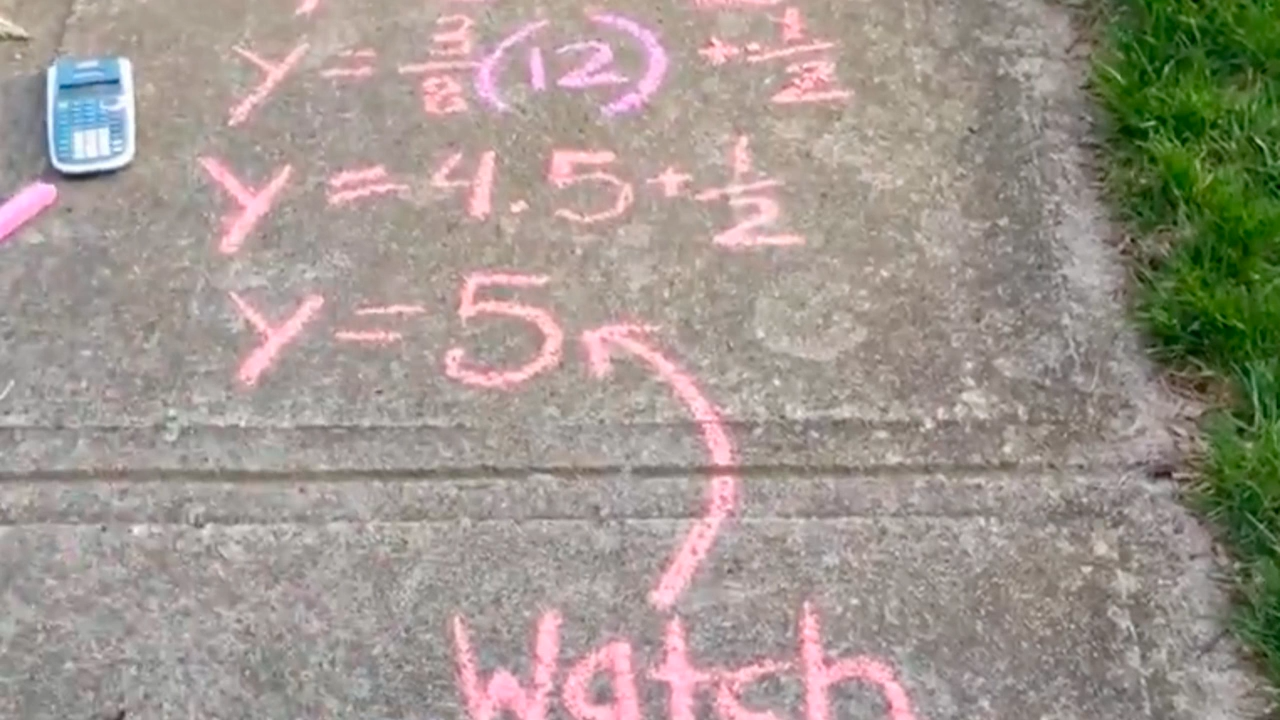 y = 3/8 (12) + 1/2
y = 4.5 + 1/2
y = 5
Watch